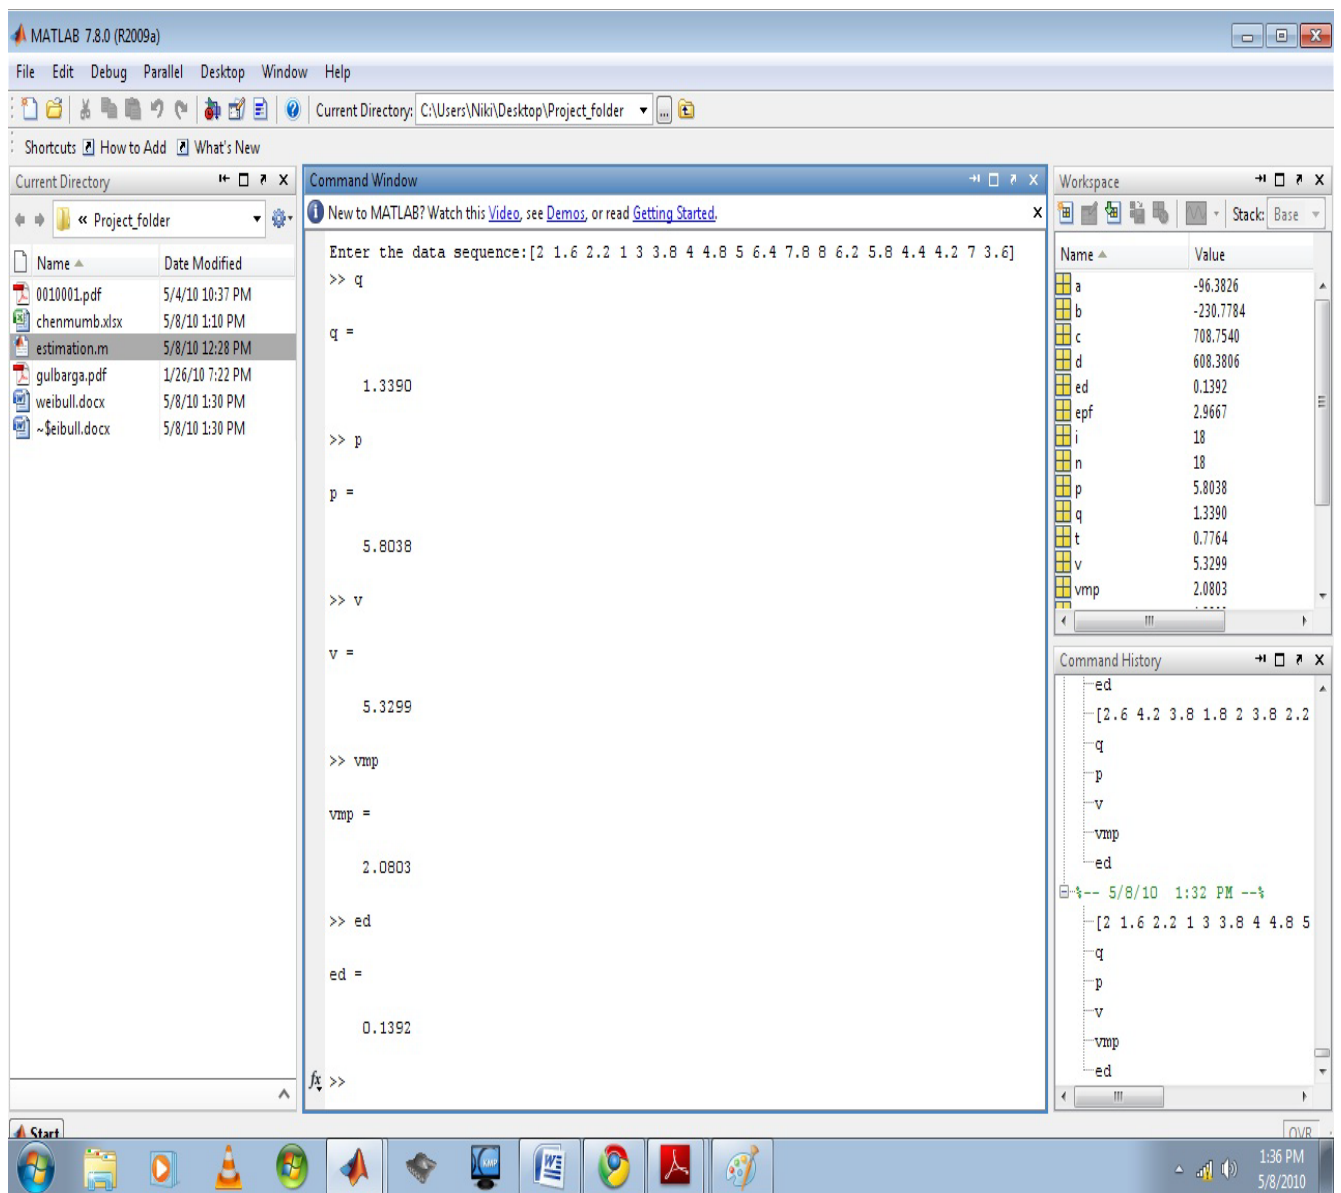 MATLAB 7.8.0 (R2009a)
File Edit Debug Parallel Desktop Window Help
Current Directory: C:\Users\Niki\Desktop\Project_folder
Shortcuts How to Add What's New
Current Directory
« Project_folder
Name Date Modified
0010001.pdf 5/4/10 10:37 PM
chenmumb.xlsx 5/8/10 1:10 PM
estimation.m 5/8/10 12:28 PM
gulbarga.pdf 1/26/10 7:22 PM
weibull.docx 5/8/10 1:30 PM
~$eibull.docx 5/8/10 1:30 PM
Command Window
New to MATLAB? Watch this Video, see Demos, or read Getting Started.
Enter the data sequence:[2 1.6 2.2 1 3 3.8 4 4.8 5 6.4 7.8 8 6.2 5.8 4.4 4.2 7 3.6]
>> q
q =
1.3390
>> p
p =
5.8038
>> v
v =
5.3299
>> vmp
vmp =
2.0803
>> ed
ed =
0.1392
fx >>
Workspace
Stack: Base
Name Value
a -96.3826
b -230.7784
c 708.7540
d 608.3806
ed 0.1392
epf 2.9667
i 18
n 18
p 5.8038
q 1.3390
t 0.7764
v 5.3299
vmp 2.0803
Command History
ed
[2.6 4.2 3.8 1.8 2 3.8 2.2
q
p
v
vmp
ed
%-- 5/8/10 1:32 PM --%
[2 1.6 2.2 1 3 3.8 4 4.8 5
q
p
v
vmp
ed
Start
OVR
KMP
1:36 PM
5/8/2010